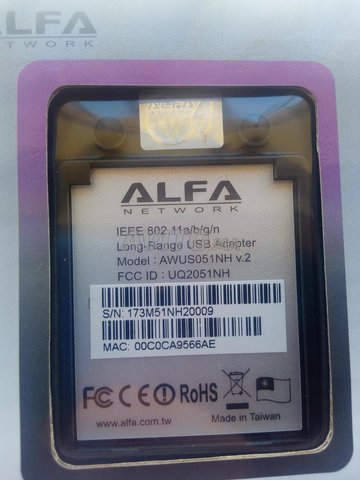 ALFA
NETWORK
ALFA
NETWORK
IEEE 802.11a/b/g/n
Long-Range USB Adapter
Model : AWUS051NH v.2
FCC ID : UQ2051NH
S/N: 173M51NH20009
MAC: 00C0CA9566AE
FCC CE RoHS
www.alfa.com.tw
Made in Taiwan